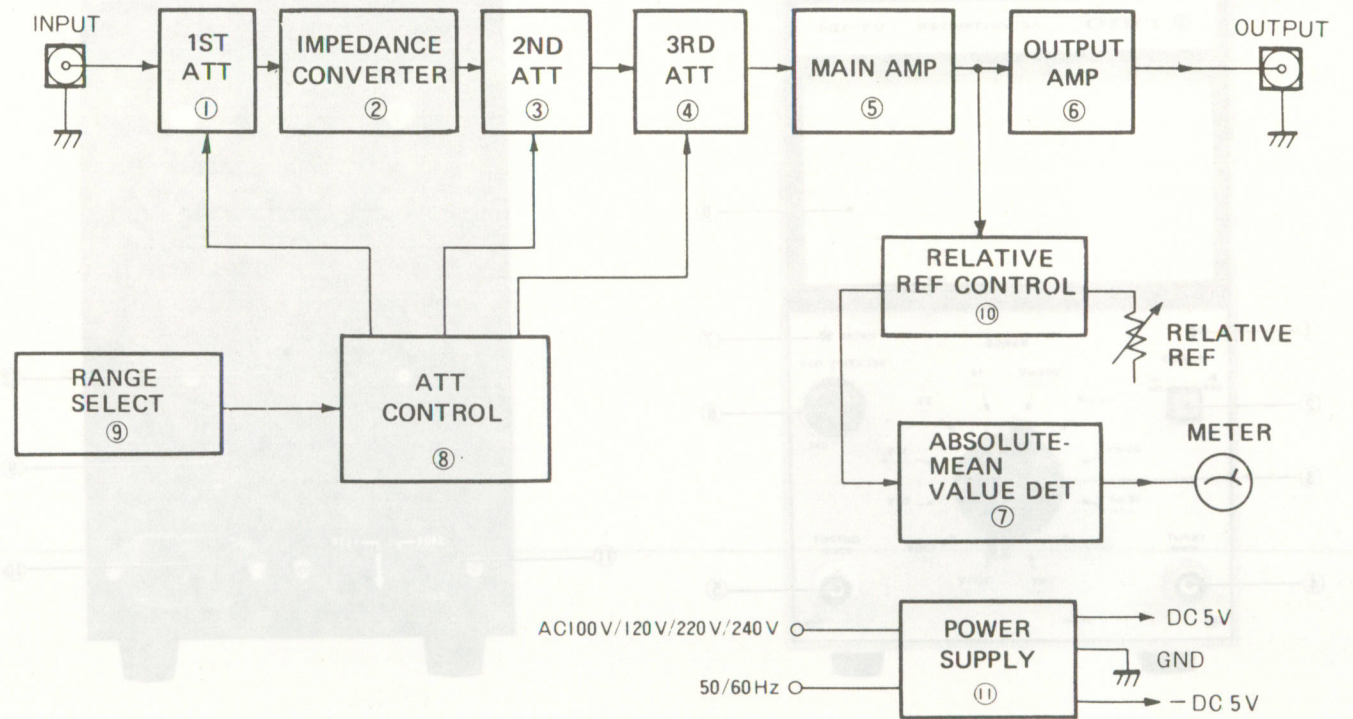 INPUT
1ST
ATT
①
IMPEDANCE
CONVERTER
②
2ND
ATT
③
3RD
ATT
④
MAIN AMP
⑤
OUTPUT
AMP
⑥
OUTPUT
RELATIVE
REF CONTROL
⑩
RELATIVE
REF
RANGE
SELECT
⑨
ATT
CONTROL
⑧
ABSOLUTE-
MEAN
VALUE DET
⑦
METER
AC100V/120V/220V/240V
50/60Hz
POWER
SUPPLY
⑪
DC 5V
GND
-DC 5V